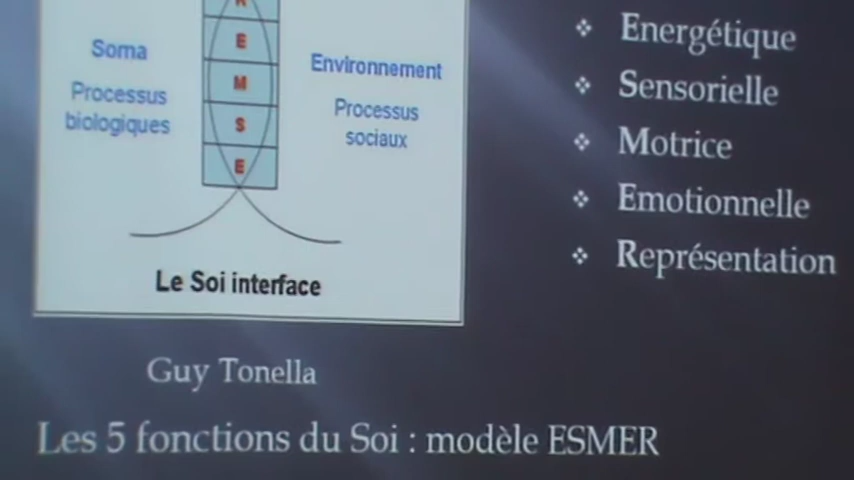 R
E
M
S
E
Soma
Processus
biologiques
Environnement
Processus
sociaux
Le Soi interface
❖ Energétique
❖ Sensorielle
❖ Motrice
❖ Emotionnelle
❖ Représentation
Guy Tonella
Les 5 fonctions du Soi : modèle ESMER